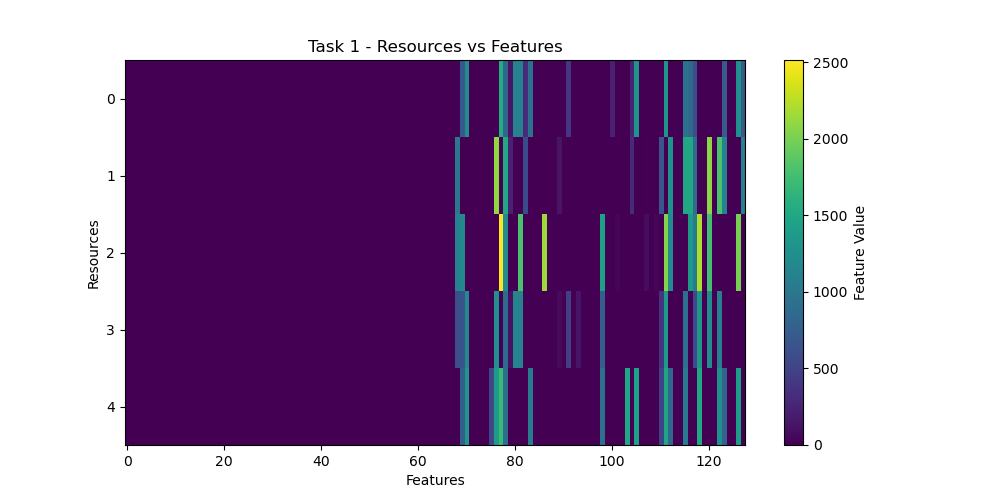 Task 1 - Resources vs Features
Resources
0
1
2
3
4
0 20 40 60 80 100 120
Features
2500
2000
1500
1000
500
0
Feature Value